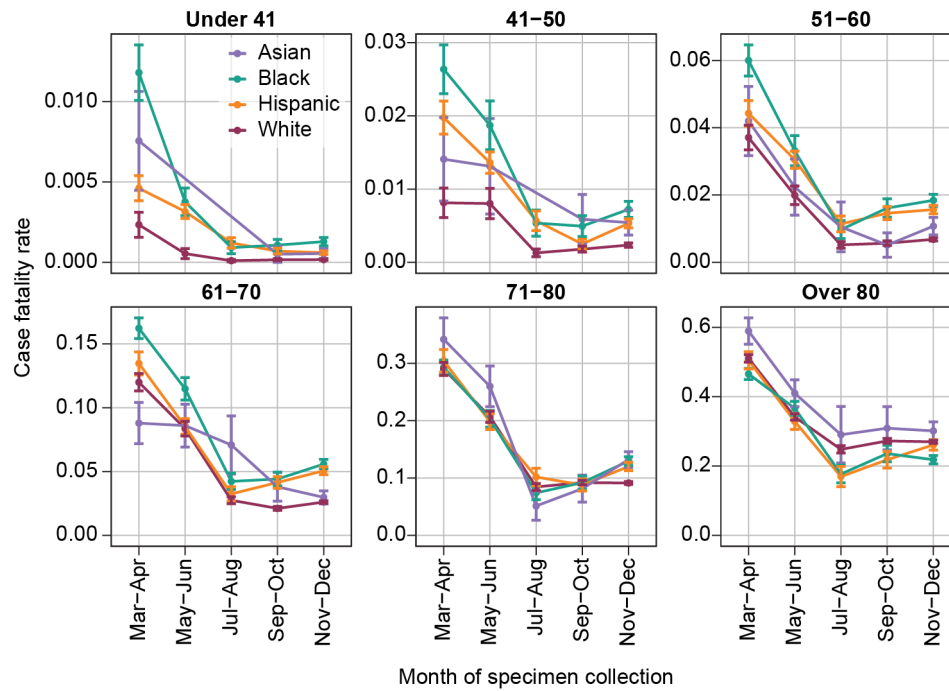 Under 41
41−50
51−60
Asian
Black
Hispanic
White
0.010
0.005
0.000
0.03
0.02
0.01
0.00
0.06
0.04
0.02
0.00
Case fatality rate
61−70
71−80
Over 80
0.15
0.10
0.05
0.00
0.3
0.2
0.1
0.0
0.6
0.4
0.2
0.0
Mar−Apr
May−Jun
Jul−Aug
Sep−Oct
Nov−Dec
Mar−Apr
May−Jun
Jul−Aug
Sep−Oct
Nov−Dec
Mar−Apr
May−Jun
Jul−Aug
Sep−Oct
Nov−Dec
Month of specimen collection